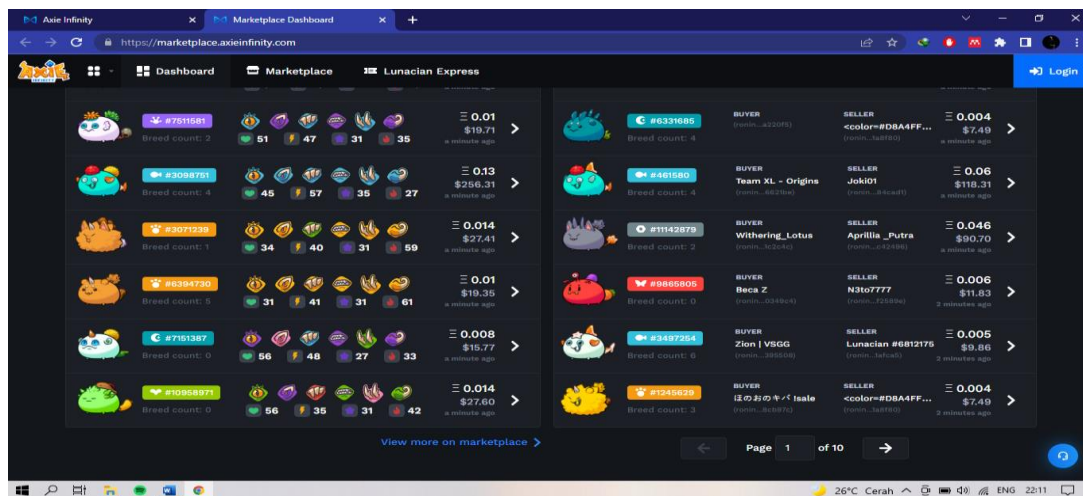 Axie Infinity
Marketplace Dashboard
https://marketplace.axieinfinity.com
AXIE
Dashboard
Marketplace
Lunacian Express
Login
#7511581
Breed count: 2
51 47 31 35
Ξ 0.01
$19.71
a minute ago
#3098751
Breed count: 4
45 57 35 27
Ξ 0.13
$256.31
a minute ago
#3071239
Breed count: 1
34 40 31 59
Ξ 0.014
$27.41
a minute ago
#6394730
Breed count: 5
31 41 31 61
Ξ 0.01
$19.35
a minute ago
#7151387
Breed count: 0
56 48 27 33
Ξ 0.008
$15.77
a minute ago
#10958971
Breed count: 0
56 35 31 42
Ξ 0.014
$27.60
a minute ago
View more on marketplace
#6331685
Breed count: 4
BUYER
SELLER
<color=#D8A4FF...
Ξ 0.004
$7.49
a minute ago
#461580
Breed count: 4
BUYER
Team XL - Origins
SELLER
Joki01
Ξ 0.06
$118.31
a minute ago
#11142879
Breed count: 2
BUYER
Withering_Lotus
SELLER
Aprillia _Putra
Ξ 0.046
$90.70
a minute ago
#9865805
Breed count: 0
BUYER
Beca Z
SELLER
N3to7777
Ξ 0.006
$11.83
2 minutes ago
#3497254
Breed count: 6
BUYER
Zion | VSGG
SELLER
Lunacian #6812175
Ξ 0.005
$9.86
2 minutes ago
#1245629
Breed count: 3
BUYER
ほのおのキバ !sale
SELLER
<color=#D8A4FF...
Ξ 0.004
$7.49
2 minutes ago
Page 1 of 10
26°C Cerah
ENG 22:11